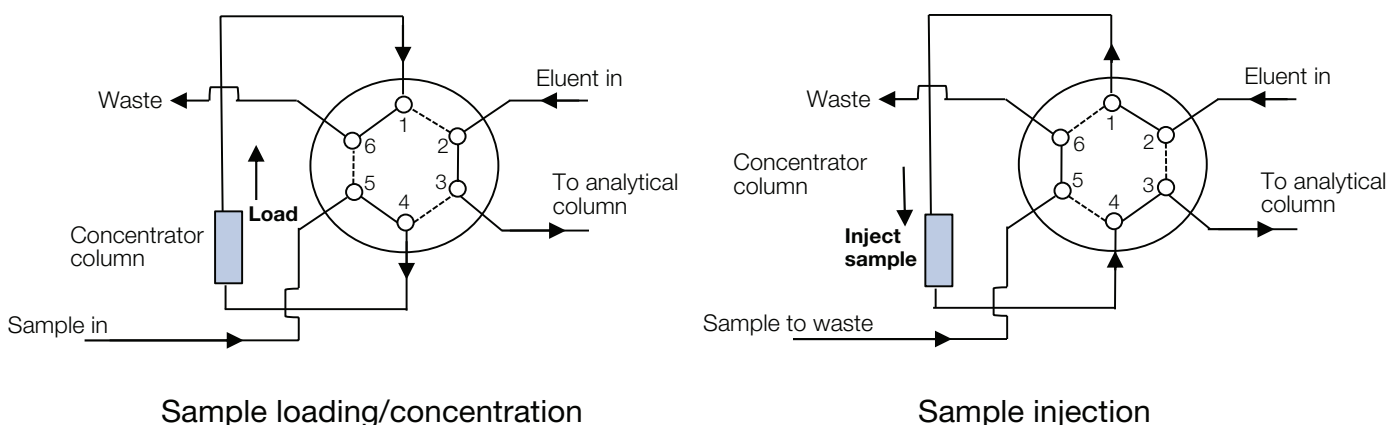 Waste
Eluent in
1
2
3
4
5
6
To analytical
column
Load
Concentrator
column
Sample in
Sample loading/concentration
Waste
Eluent in
1
2
3
4
5
6
Concentrator
column
To analytical
column
Inject
sample
Sample to waste
Sample injection